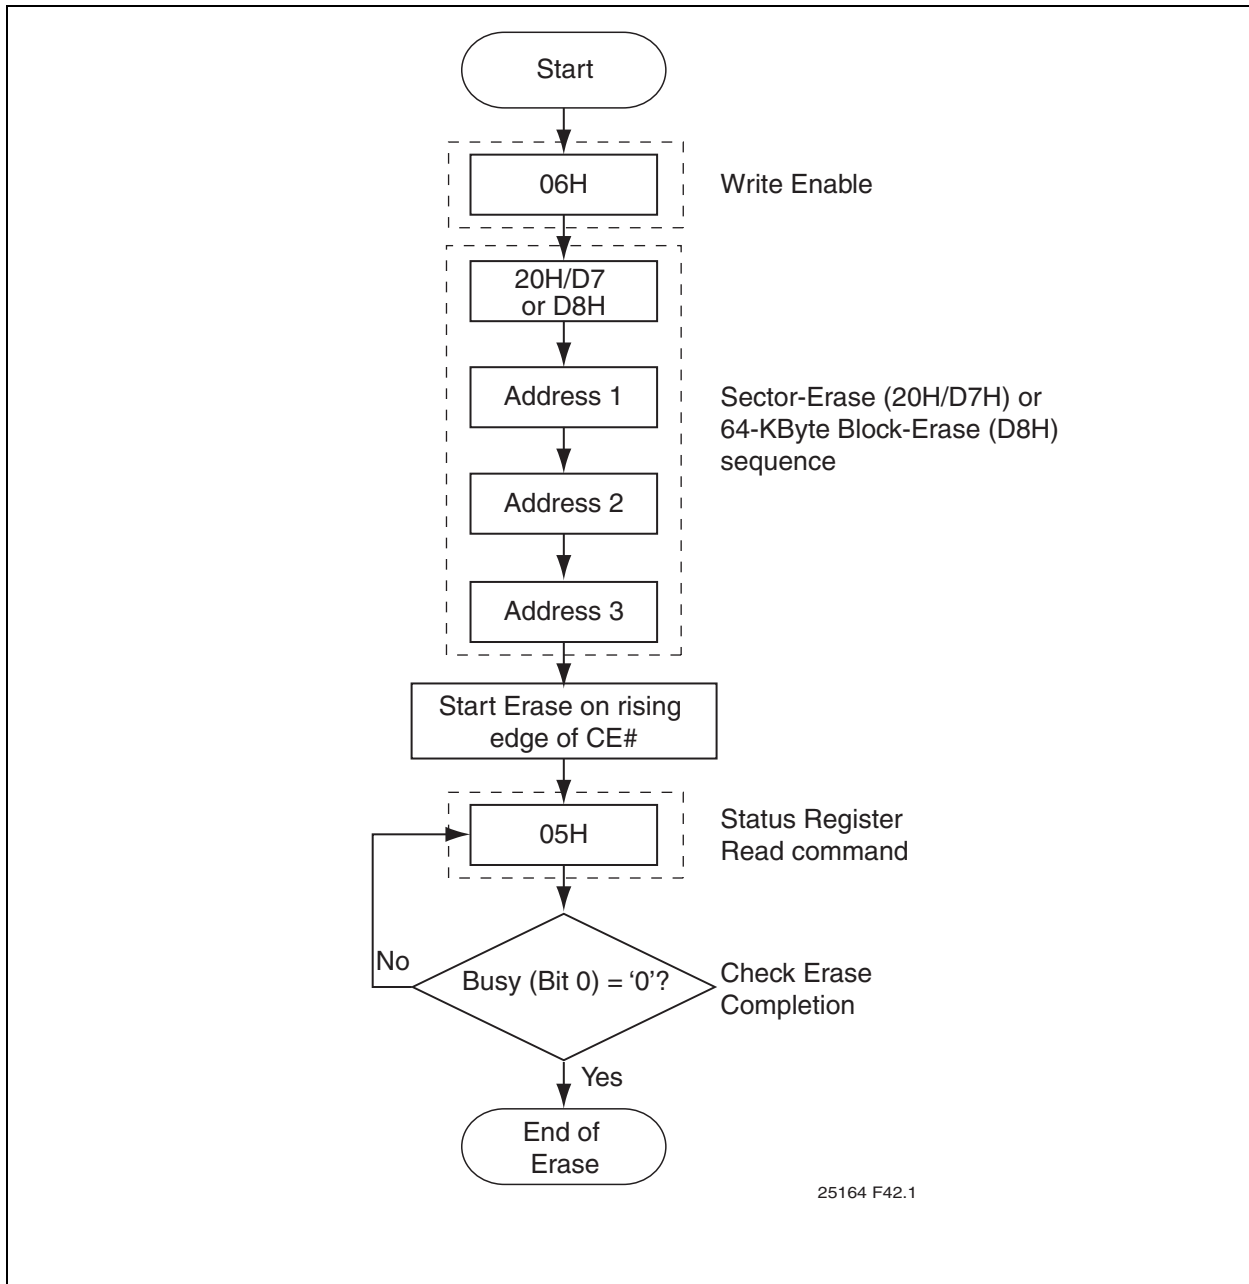 Start
06H
Write Enable
20H/D7
or D8H
Address 1
Sector-Erase (20H/D7H) or
64-KByte Block-Erase (D8H)
sequence
Address 2
Address 3
Start Erase on rising
edge of CE#
05H
Status Register
Read command
No
Busy (Bit 0) = ‘0’?
Check Erase
Completion
Yes
End of
Erase
25164 F42.1